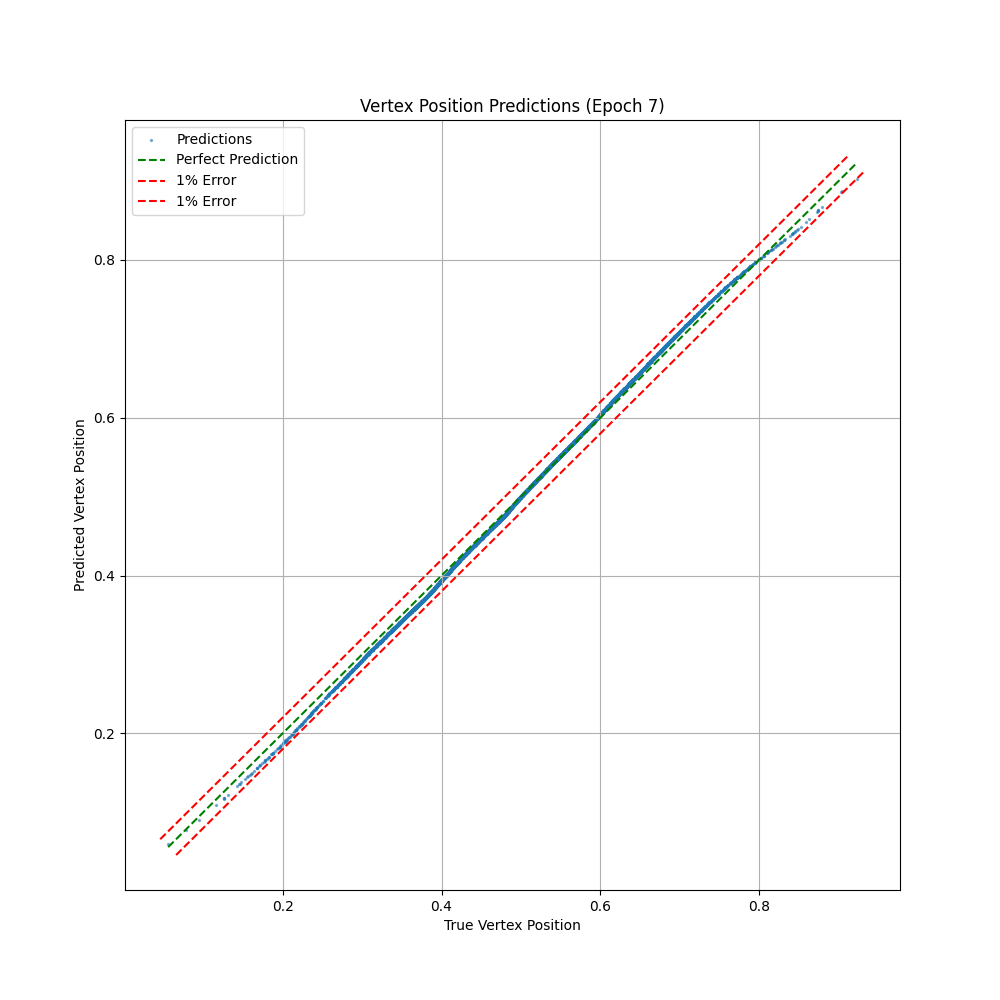 Vertex Position Predictions (Epoch 7)
Predictions
Perfect Prediction
1% Error
1% Error
Predicted Vertex Position
0.8
0.6
0.4
0.2
0.2 0.4 0.6 0.8
True Vertex Position